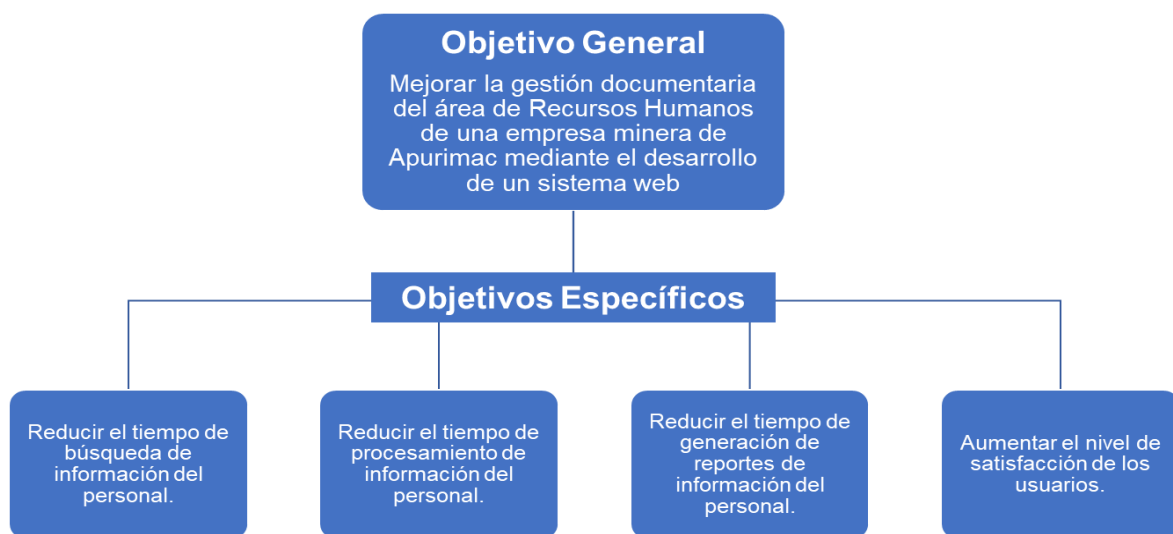 Objetivo General
Mejorar la gestión documentaria
del área de Recursos Humanos
de una empresa minera de
Apurimac mediante el desarrollo
de un sistema web
Objetivos Específicos
Reducir el tiempo de
búsqueda de
información del
personal.
Reducir el tiempo de
procesamiento de
información del
personal.
Reducir el tiempo de
generación de
reportes de
información del
personal.
Aumentar el nivel de
satisfacción de los
usuarios.